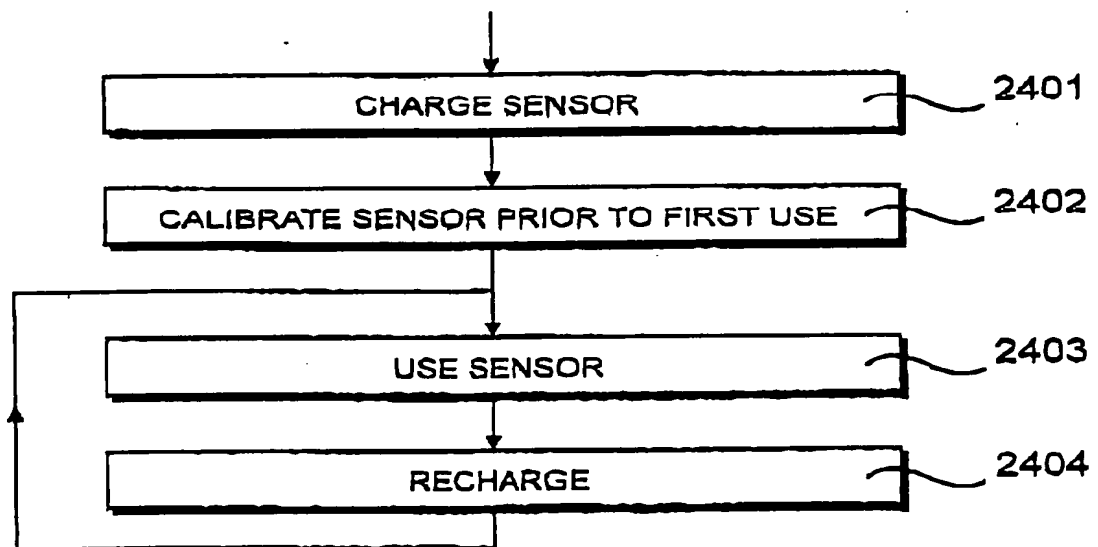 CHARGE SENSOR 2401
CALIBRATE SENSOR PRIOR TO FIRST USE 2402
USE SENSOR 2403
RECHARGE 2404